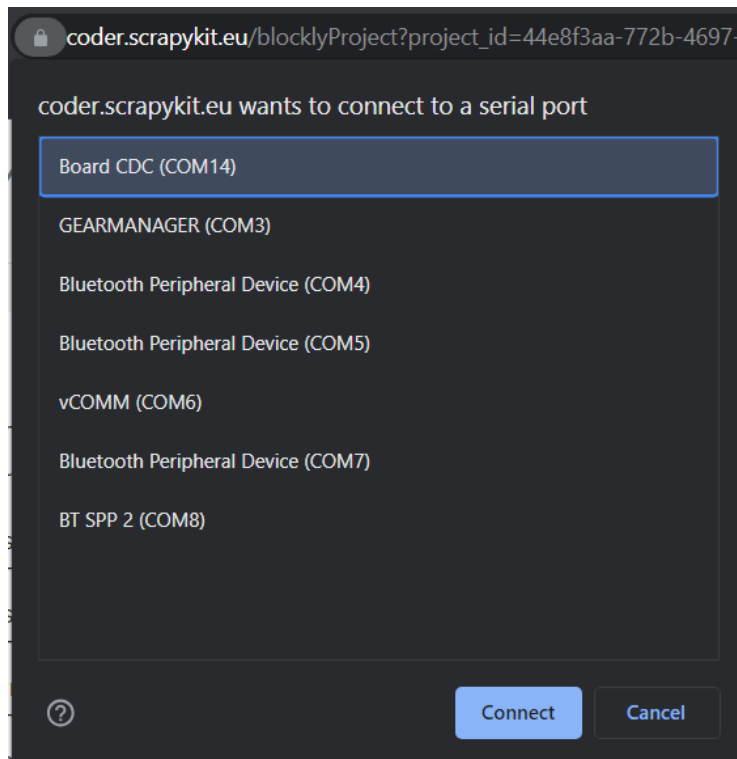 coder.scrapykit.eu/blocklyProject?project_id=44e8f3aa-772b-4697-
coder.scrapykit.eu wants to connect to a serial port
Board CDC (COM14)
GEARMANAGER (COM3)
Bluetooth Peripheral Device (COM4)
Bluetooth Peripheral Device (COM5)
vCOMM (COM6)
Bluetooth Peripheral Device (COM7)
BT SPP 2 (COM8)
Connect Cancel